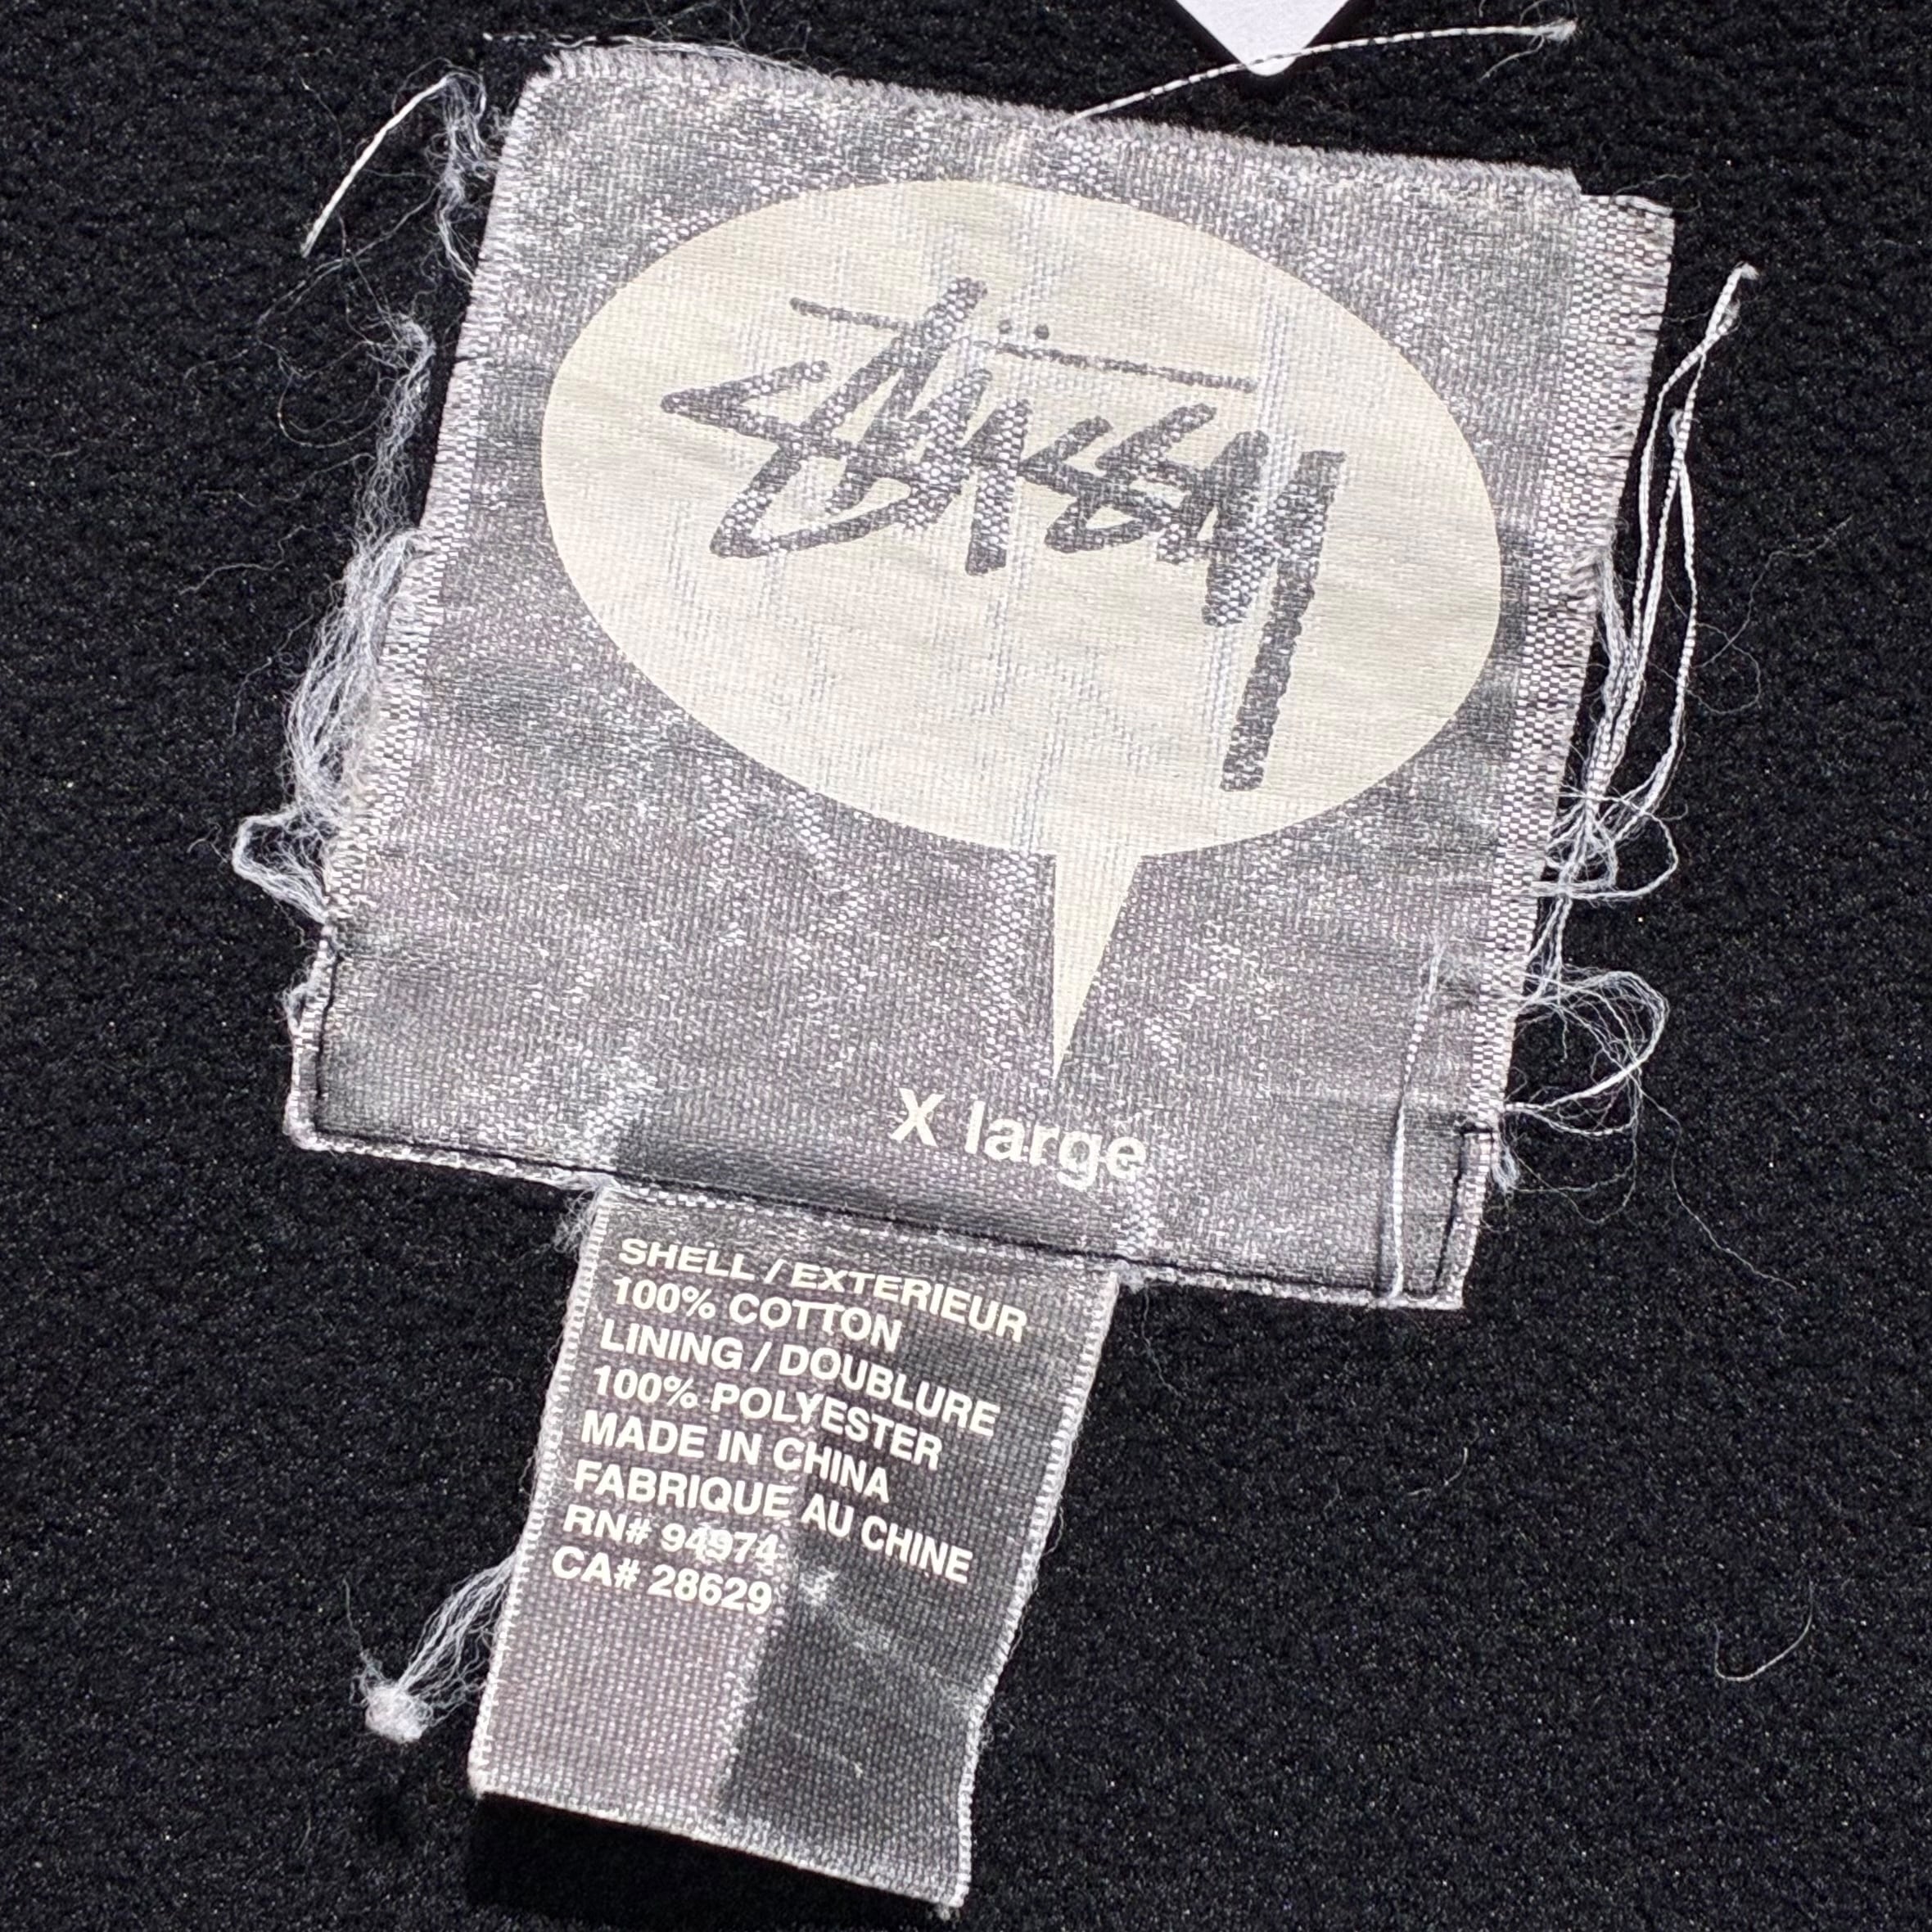 Stüssy
X large
SHELL / EXTERIEUR
100% COTTON
LINING / DOUBLURE
100% POLYESTER
MADE IN CHINA
FABRIQUE AU CHINE
RN# 94974
CA# 28629